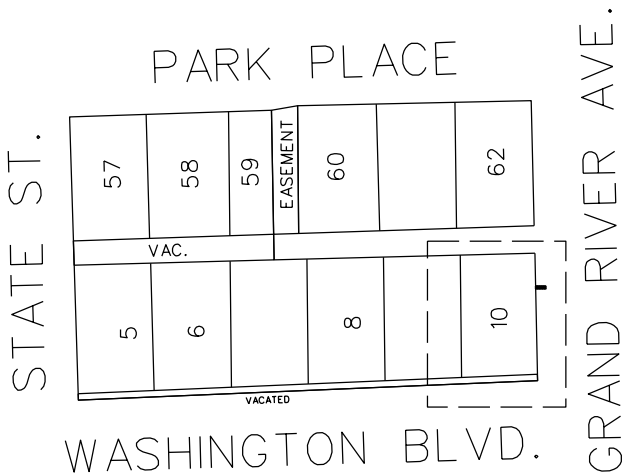 PARK PLACE
GRAND RIVER AVE.
STATE ST.
57
58
59
EASEMENT
60
62
VAC.
5
6
8
10
VACATED
WASHINGTON BLVD.